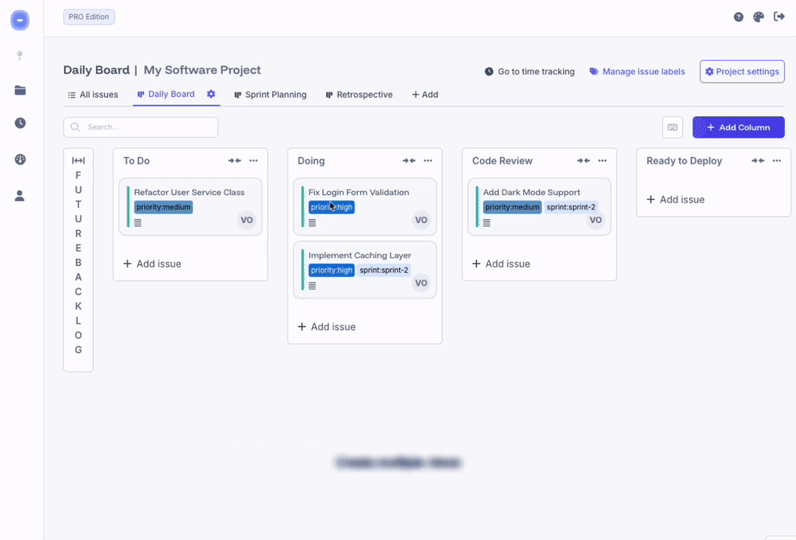 PRO Edition
Daily Board | My Software Project
Go to time tracking
Manage issue labels
Project settings
All issues
Daily Board
Sprint Planning
Retrospective
+ Add
Search...
+ Add Column
F
U
T
U
R
E
B
A
C
K
L
O
G
To Do
Refactor User Service Class
priority:medium
VO
+ Add issue
Doing
Fix Login Form Validation
priority:high
VO
Implement Caching Layer
priority:high sprint:sprint-2
VO
+ Add issue
Code Review
Add Dark Mode Support
priority:medium sprint:sprint-2
VO
+ Add issue
Ready to Deploy
+ Add issue